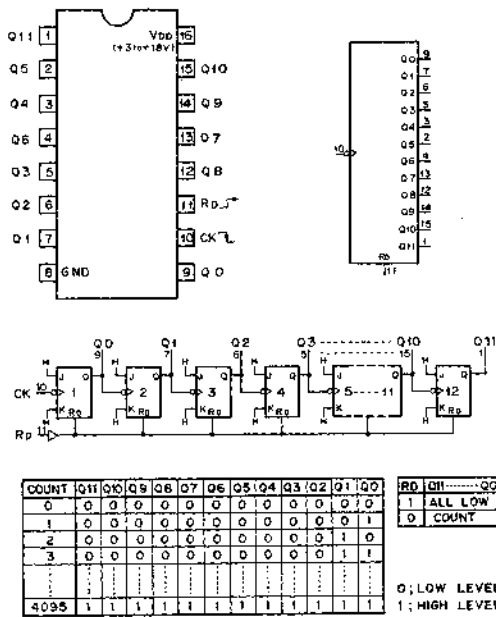 Q11 1 VDD 16
(+3 to +18V)
Q5 2 15 Q10
Q4 3 14 Q9
Q6 4 13 Q7
Q3 5 12 Q8
Q2 6 11 RD
Q1 7 10 CK
8 GND 9 Q0
Q0 9
Q1 7
Q2 6
Q3 5
Q4 3
Q5 2
Q6 4
Q7 13
Q8 12
Q9 14
Q10 15
Q11 1
10
RD
11
Q0 Q1 Q2 Q3 Q10 Q11
9 7 6 5 15 1
H H H H H H
J Q J Q J Q J Q J Q J Q
CK 10 1 2 3 4 5 11 12
K RD K RD K RD K RD K RD K RD
H H H H H H
RD 11
COUNT Q11 Q10 Q9 Q8 Q7 Q6 Q5 Q4 Q3 Q2 Q1 Q0
0 0 0 0 0 0 0 0 0 0 0 0 0
1 0 0 0 0 0 0 0 0 0 0 0 1
2 0 0 0 0 0 0 0 0 0 0 1 0
3 0 0 0 0 0 0 0 0 0 0 1 1
4095 1 1 1 1 1 1 1 1 1 1 1 1
RD Q11 Q0
1 ALL LOW
0 COUNT
0; LOW LEVEL
1; HIGH LEVEL